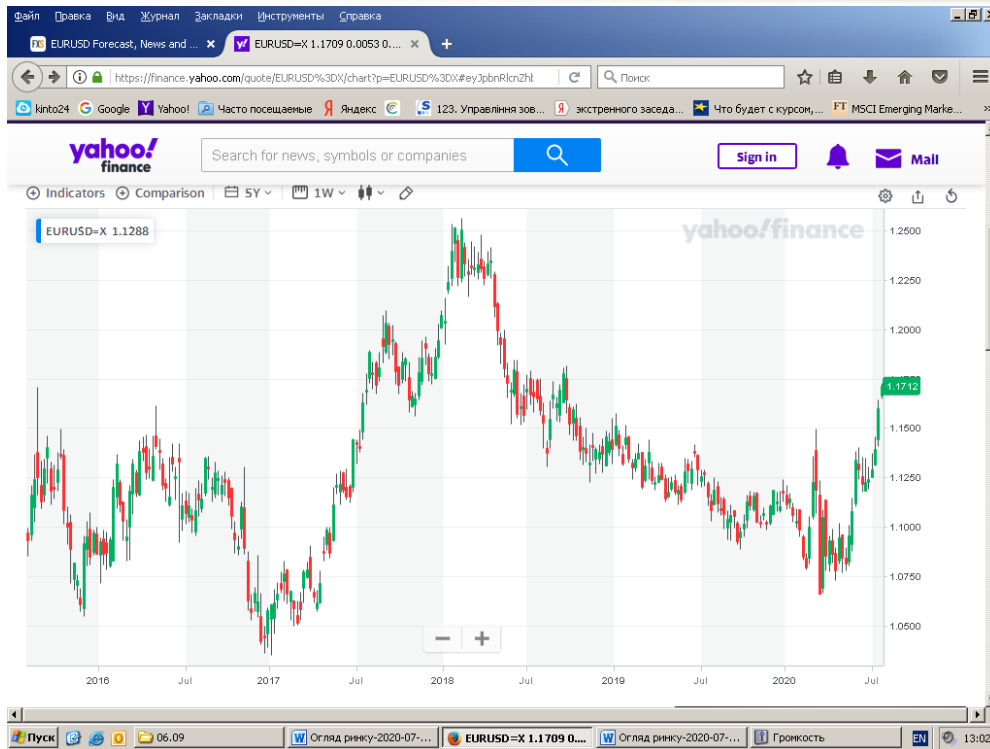 Файл Правка Вид Журнал Закладки Инструменты Справка
FXS EURUSD Forecast, News and ... EURUSD=X 1.1709 0.0053 0....
https://finance.yahoo.com/quote/EURUSD%3DX/chart?p=EURUSD%3DX#eyJpbnRlcnZhl Поиск
kinto24 Google Yahoo! Часто посещаемые Яндекс 123. Управління зов... экстренного заседа... Что будет с курсом,... FT MSCI Emerging Marke...
yahoo! finance Search for news, symbols or companies Sign in Mail
Indicators Comparison 5Y 1W
EURUSD=X 1.1288
yahoo!finance
1.2500
1.2250
1.2000
1.1712
1.1500
1.1250
1.1000
1.0750
1.0500
2016 Jul 2017 Jul 2018 Jul 2019 Jul 2020 Jul
Пуск 06.09 Огляд ринку-2020-07-... EURUSD=X 1.1709 0.... Огляд ринку-2020-07-... Громкость EN 13:02